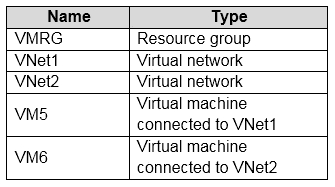 Name Type
VMRG Resource group
VNet1 Virtual network
VNet2 Virtual network
VM5 Virtual machine
connected to VNet1
VM6 Virtual machine
connected to VNet2